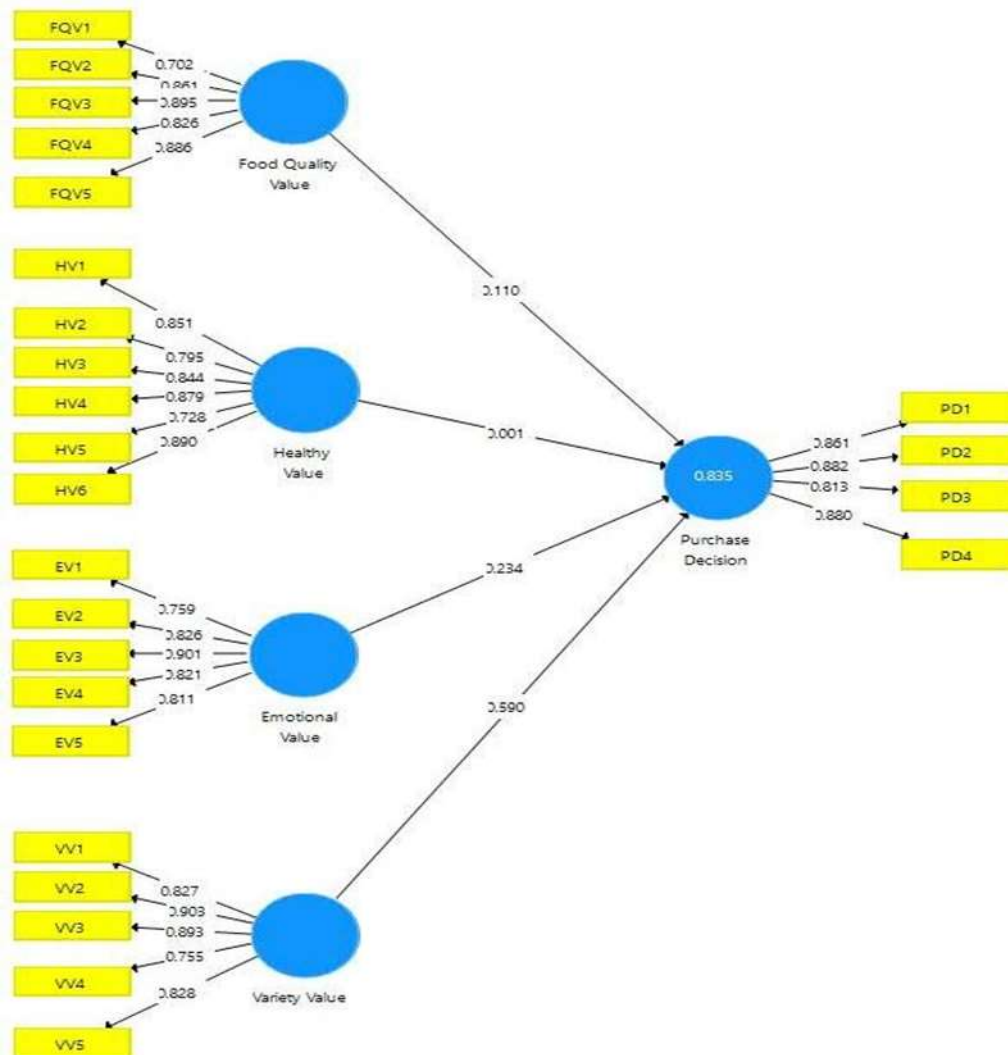 FQV1
0.702
FQV2
0.861
FQV3
0.895
0.826
FQV4
0.886
FQV5
Food Quality
Value
0.110
HV1
0.851
HV2
0.795
HV3
0.844
HV4
0.879
0.728
HV5
0.890
HV6
Healthy
Value
0.001
0.835
Purchase
Decision
PD1
0.861
PD2
0.882
0.813
PD3
0.880
PD4
EV1
0.759
EV2
0.826
EV3
0.901
EV4
0.821
0.811
EV5
Emotional
Value
0.234
0.590
VV1
0.827
VV2
0.903
VV3
0.893
0.755
VV4
0.828
VV5
Variety Value